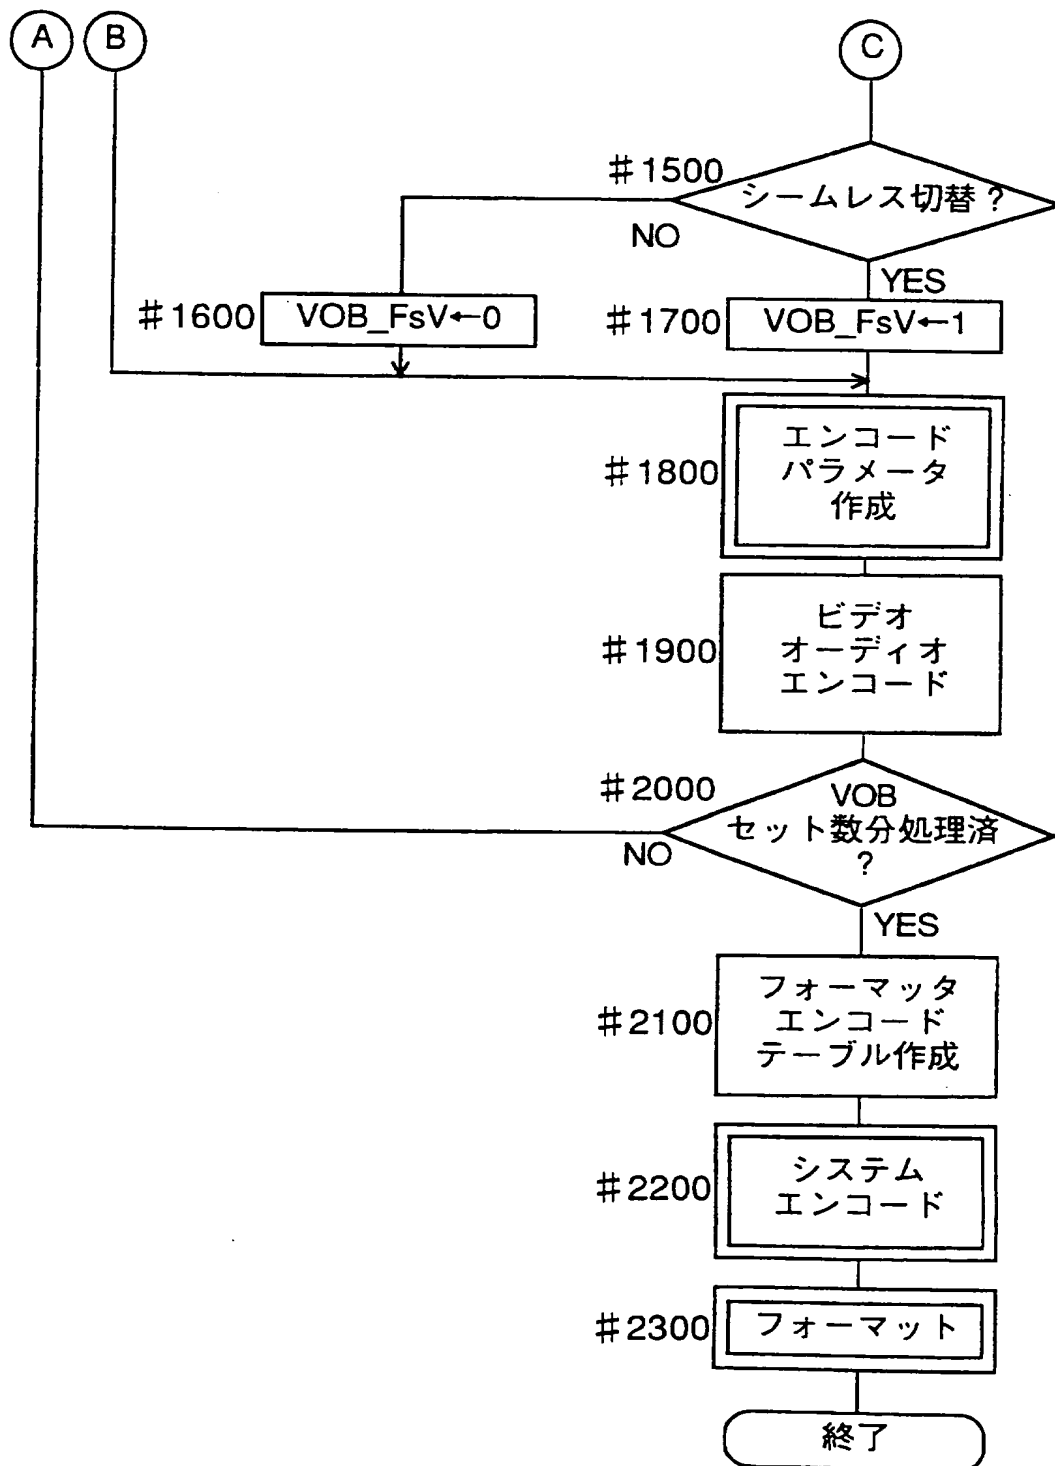 A
B
C
#1500
シームレス切替?
NO
YES
#1600
VOB_FsV←0
#1700
VOB_FsV←1
#1800
エンコード
パラメータ
作成
#1900
ビデオ
オーディオ
エンコード
#2000
VOB
セット数分処理済
?
NO
YES
#2100
フォーマッタ
エンコード
テーブル作成
#2200
システム
エンコード
#2300
フォーマット
終了